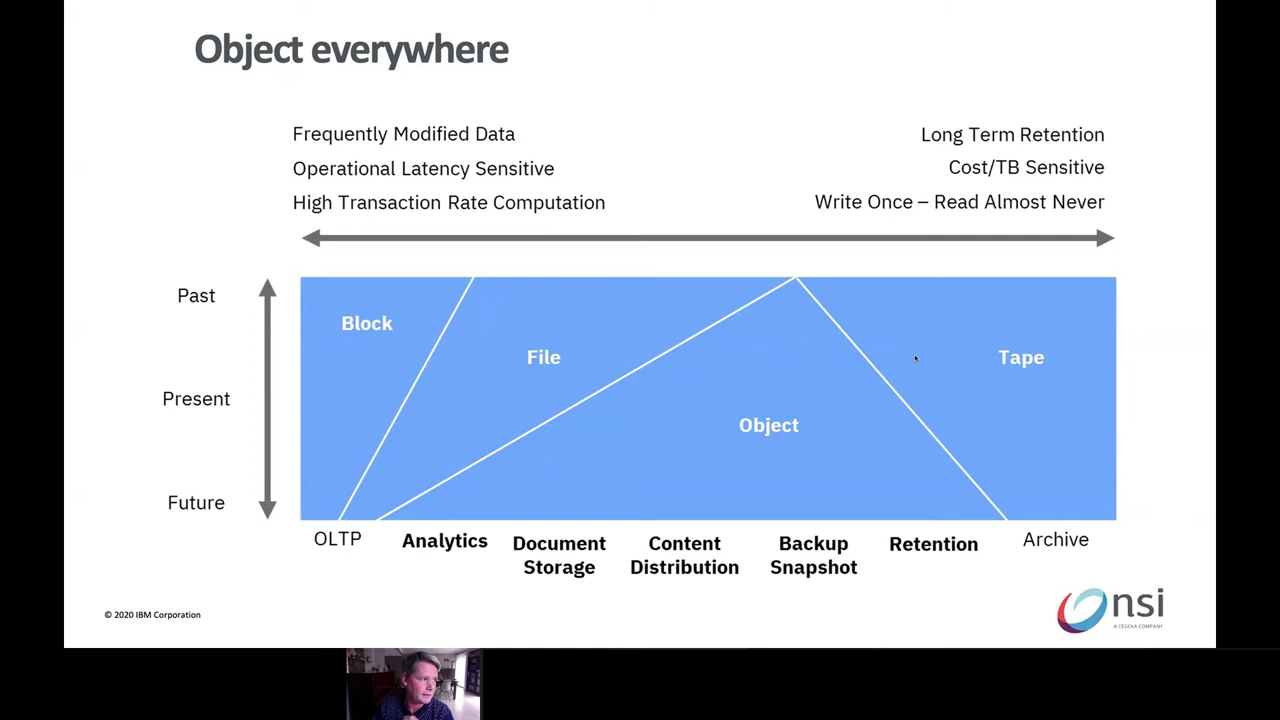 Object everywhere
Frequently Modified Data
Operational Latency Sensitive
High Transaction Rate Computation
Long Term Retention
Cost/TB Sensitive
Write Once – Read Almost Never
Past
Present
Future
Block
File
Object
Tape
OLTP
Analytics
Document
Storage
Content
Distribution
Backup
Snapshot
Retention
Archive
© 2020 IBM Corporation
nsi
A CEGEKA COMPANY